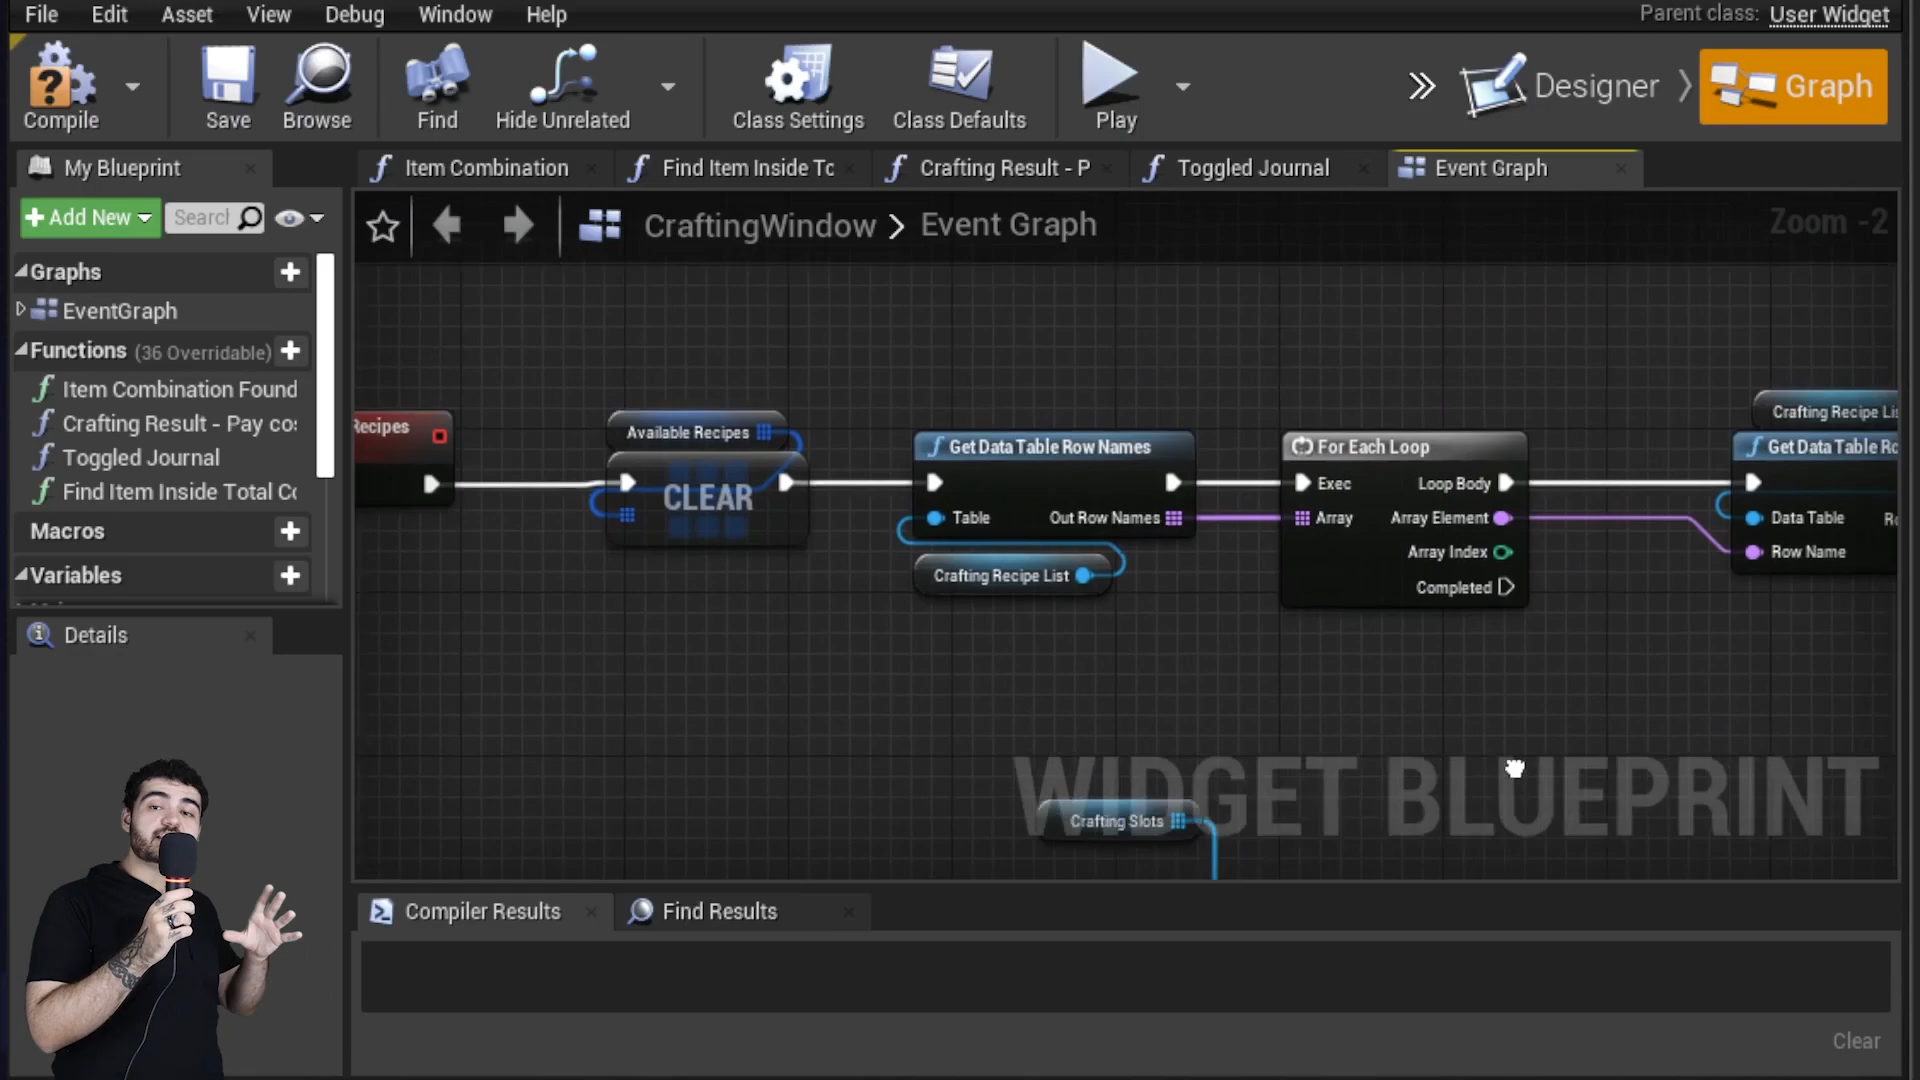 File Edit Asset View Debug Window Help
Parent class: User Widget
Compile Save Browse Find Hide Unrelated Class Settings Class Defaults Play Designer Graph
My Blueprint
Item Combination Find Item Inside Tc Crafting Result - P Toggled Journal Event Graph
Add New Search
CraftingWindow > Event Graph
Zoom -2
Graphs
EventGraph
Functions (36 Overridable)
Item Combination Found
Crafting Result - Pay co
Toggled Journal
Find Item Inside Total Co
Macros
Variables
Details
Recipes
Available Recipes
CLEAR
Get Data Table Row Names
Table Out Row Names
Crafting Recipe List
For Each Loop
Exec Loop Body
Array Array Element
Array Index
Completed
Crafting Recipe Lis
Get Data Table Ro
Data Table
Row Name
WIDGET BLUEPRINT
Crafting Slots
Compiler Results Find Results
Clear